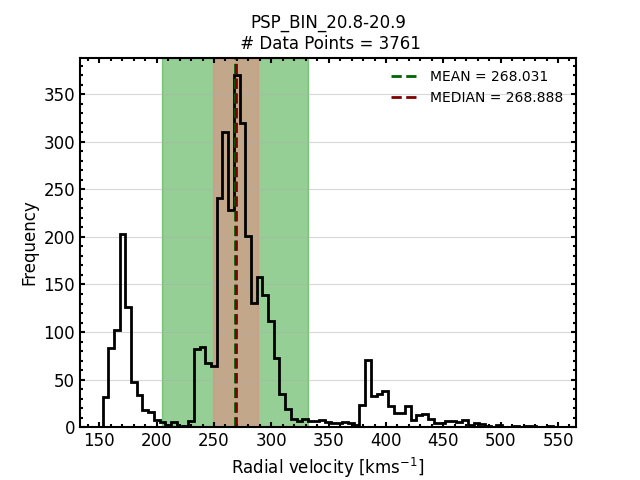 PSP_BIN_20.8-20.9
# Data Points = 3761
MEAN = 268.031
MEDIAN = 268.888
Frequency
350
300
250
200
150
100
50
0
150 200 250 300 350 400 450 500 550
Radial velocity [kms⁻¹]